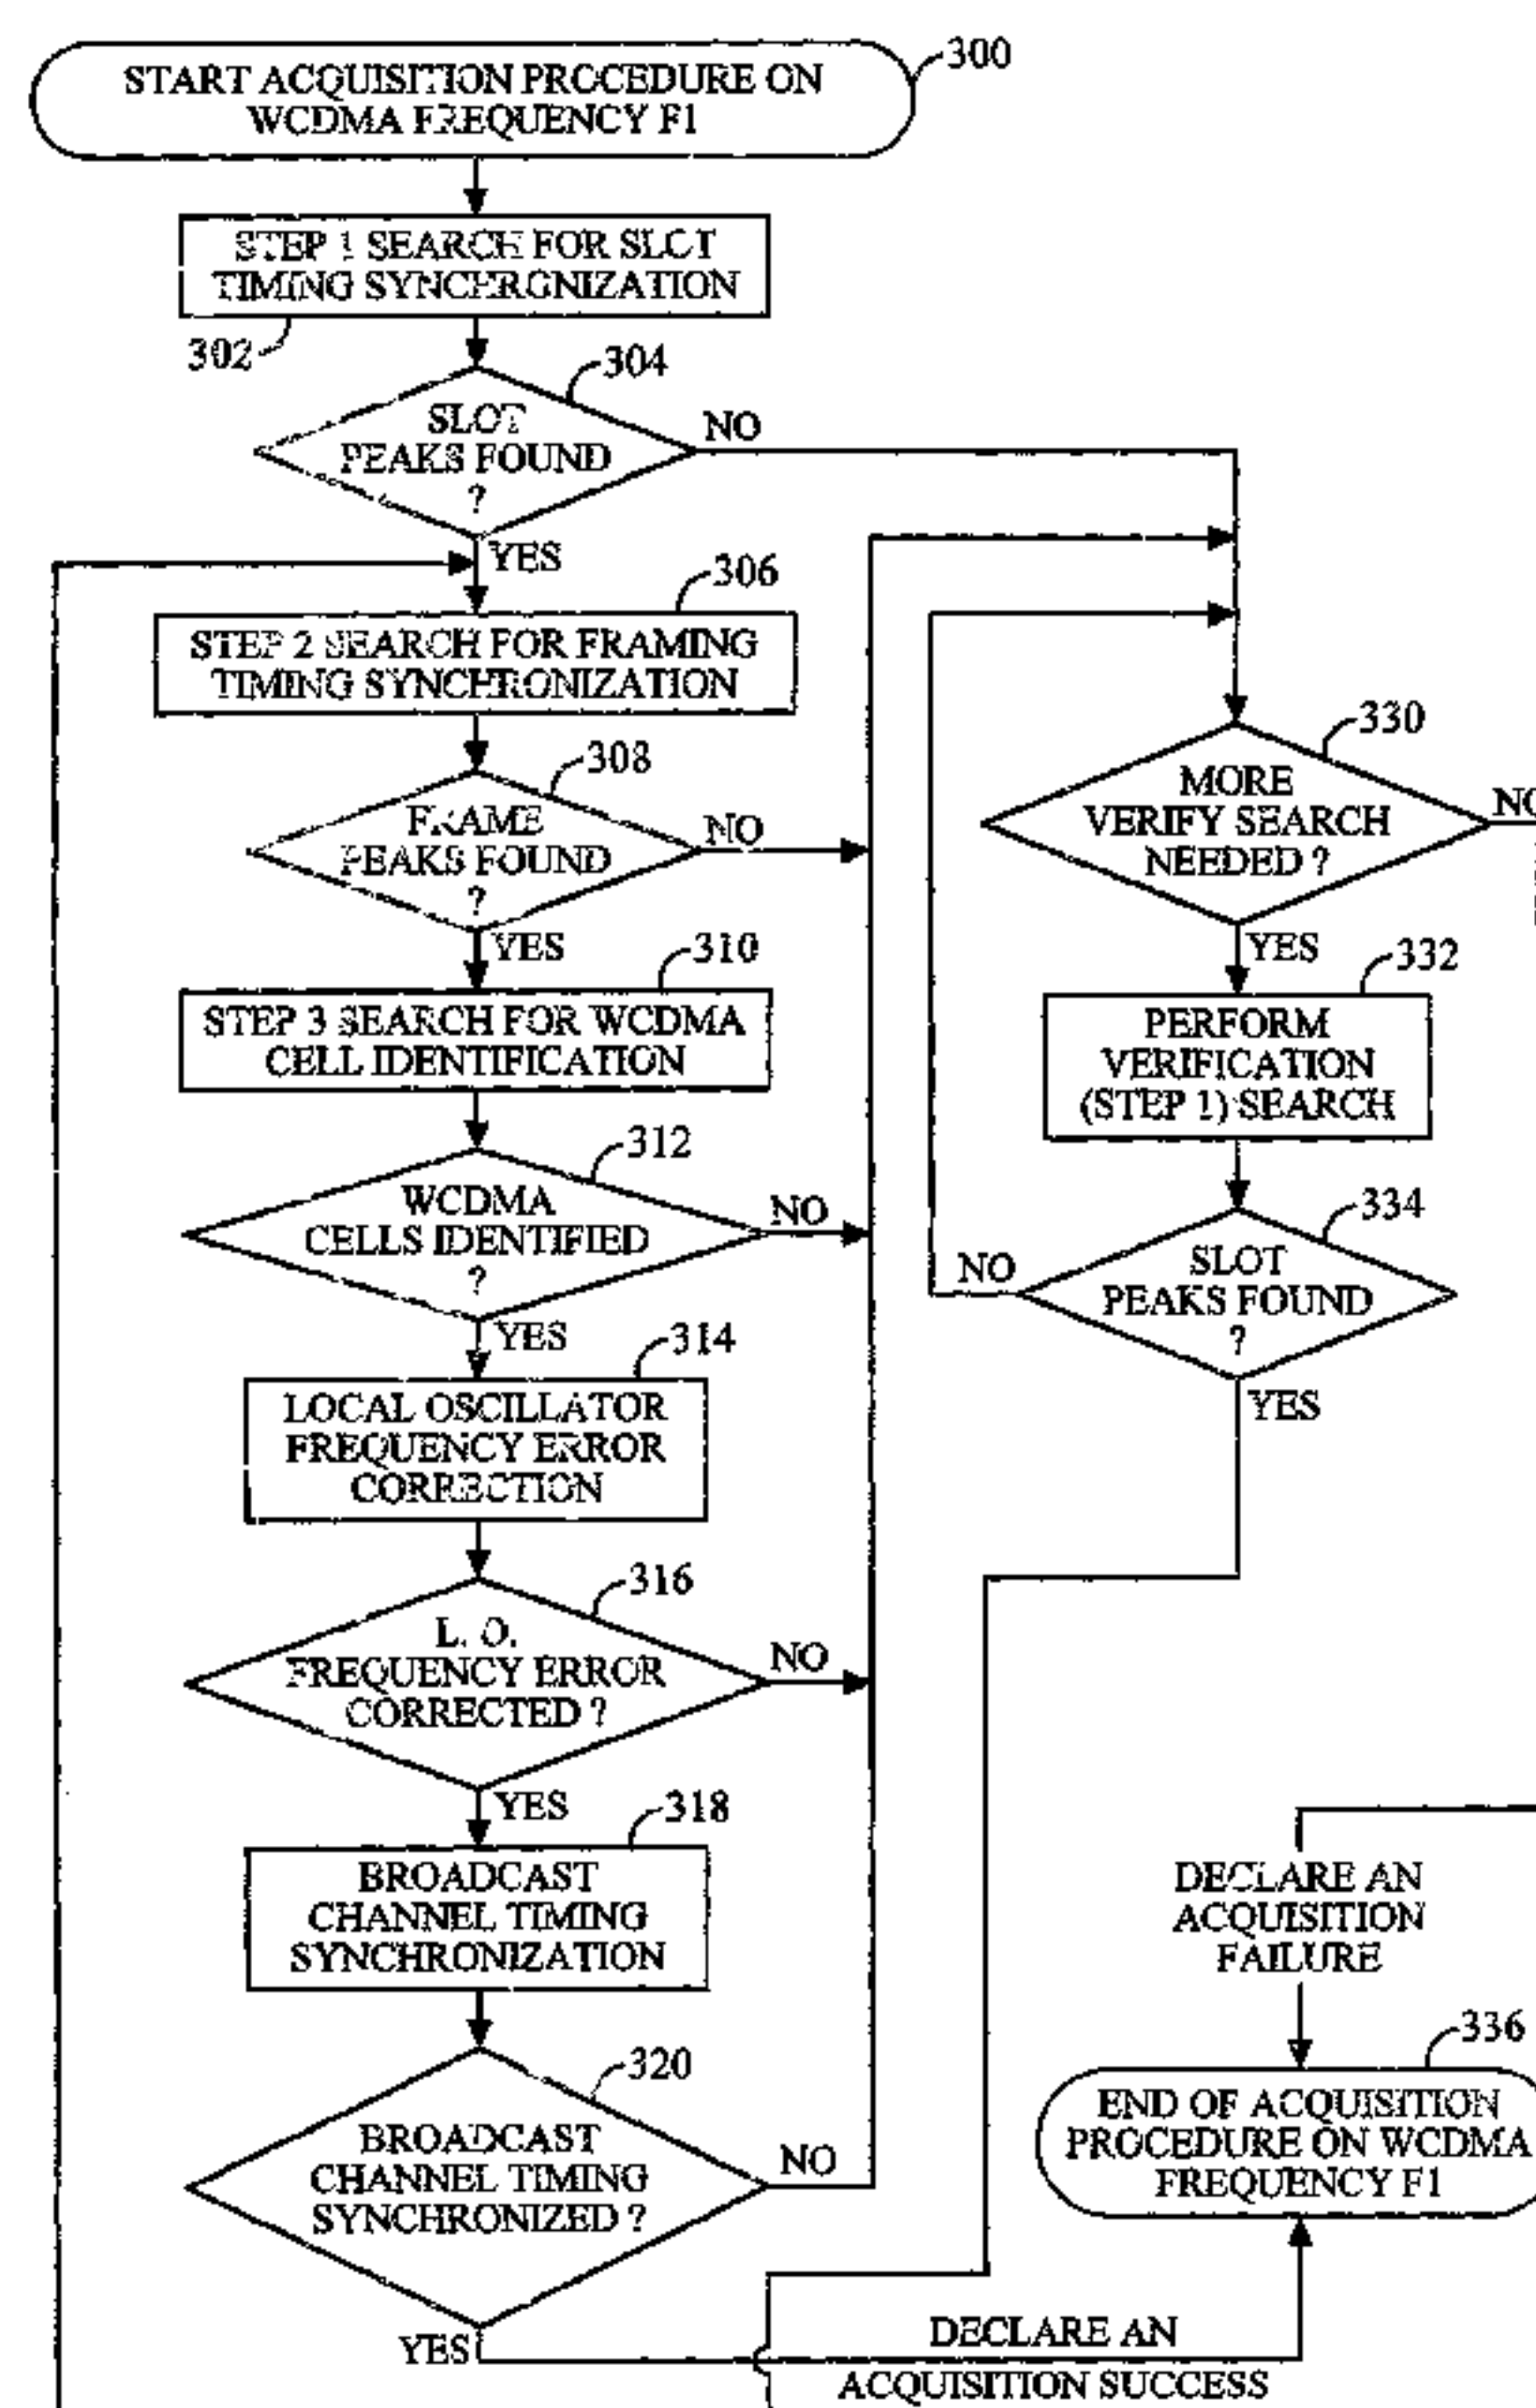 300
START ACQUISITION PROCEDURE ON
WCDMA FREQUENCY F1
STEP 1 SEARCH FOR SLOT
TIMING SYNCHRONIZATION
302
304
SLOT
PEAKS FOUND
?
NO
YES
306
STEP 2 SEARCH FOR FRAMING
TIMING SYNCHRONIZATION
308
FRAME
PEAKS FOUND
?
NO
YES
310
STEP 3 SEARCH FOR WCDMA
CELL IDENTIFICATION
312
WCDMA
CELLS IDENTIFIED
?
NO
YES
314
LOCAL OSCILLATOR
FREQUENCY ERROR
CORRECTION
316
L. O.
FREQUENCY ERROR
CORRECTED ?
NO
YES
318
BROADCAST
CHANNEL TIMING
SYNCHRONIZATION
320
BROADCAST
CHANNEL TIMING
SYNCHRONIZED ?
NO
YES
330
MORE
VERIFY SEARCH
NEEDED ?
NO
YES
332
PERFORM
VERIFICATION
(STEP 1) SEARCH
334
SLOT
PEAKS FOUND
?
NO
YES
DECLARE AN
ACQUISITION
FAILURE
336
END OF ACQUISITION
PROCEDURE ON WCDMA
FREQUENCY F1
DECLARE AN
ACQUISITION SUCCESS